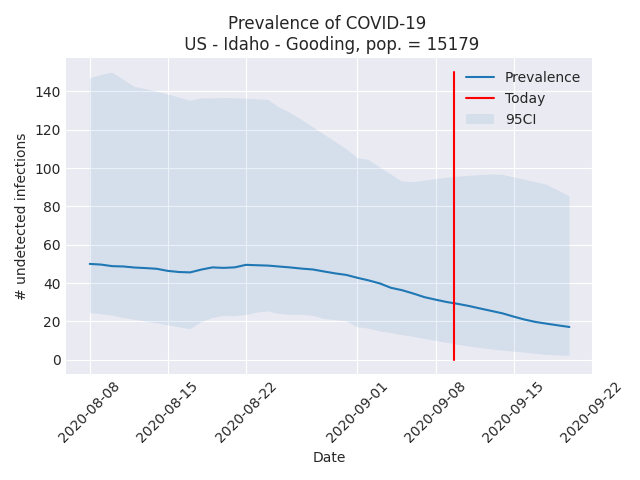 Prevalence of COVID-19
US - Idaho - Gooding, pop. = 15179
Prevalence
Today
95CI
140
120
100
80
60
40
20
0
# undetected infections
2020-08-08
2020-08-15
2020-08-22
2020-09-01
2020-09-08
2020-09-15
2020-09-22
Date